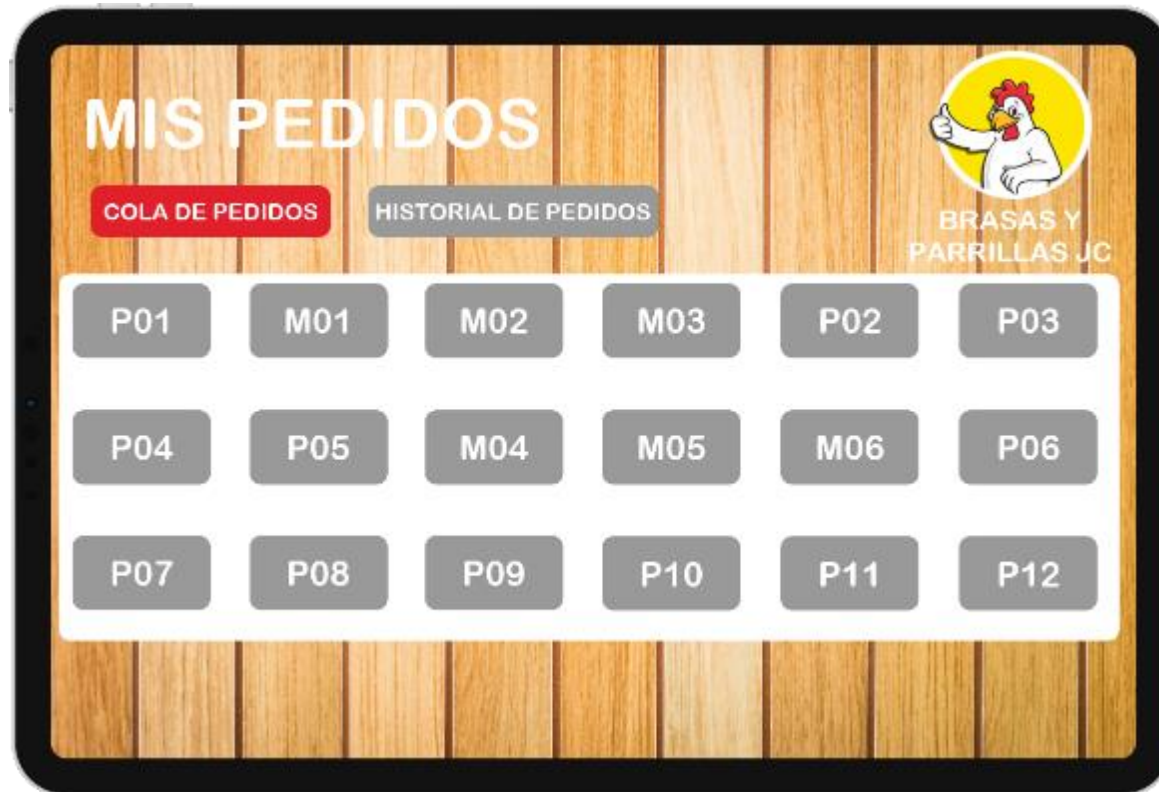 MIS PEDIDOS
COLA DE PEDIDOS
HISTORIAL DE PEDIDOS
BRASAS Y
PARRILLAS JC
P01 M01 M02 M03 P02 P03
P04 P05 M04 M05 M06 P06
P07 P08 P09 P10 P11 P12